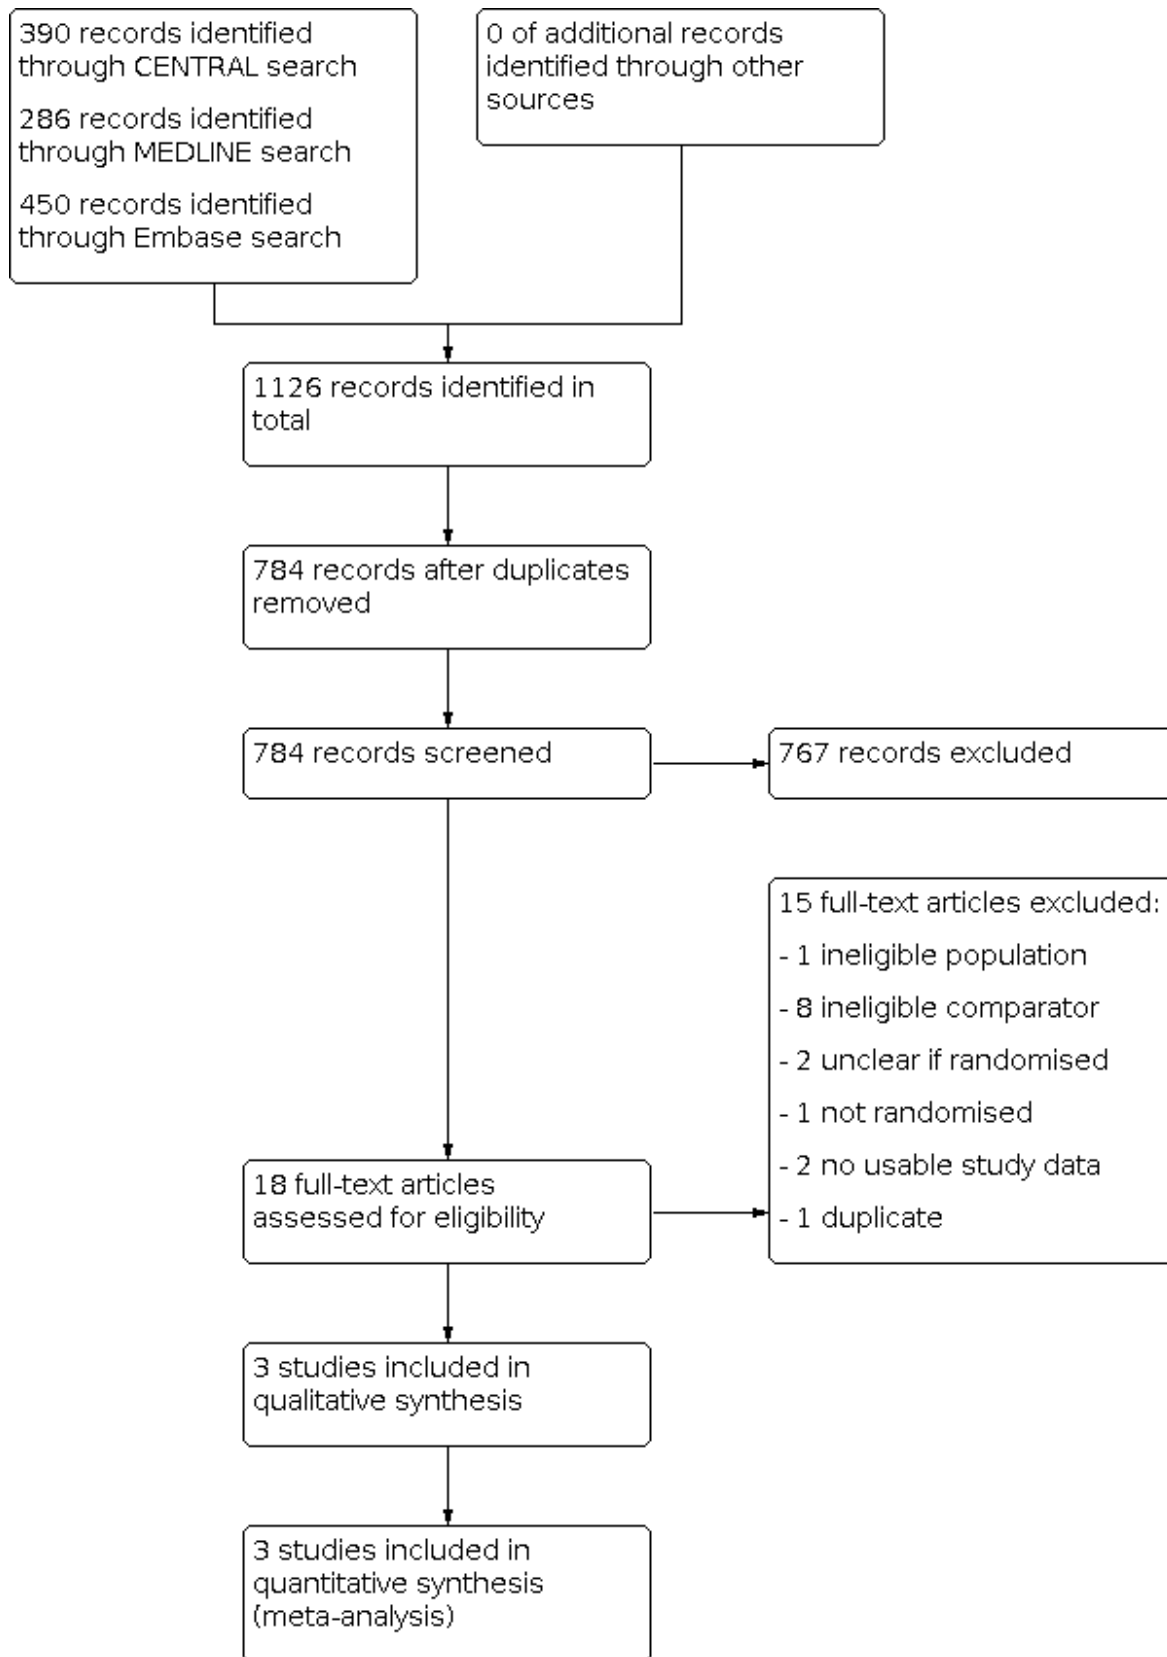 390 records identified
through CENTRAL search
286 records identified
through MEDLINE search
450 records identified
through Embase search
0 of additional records
identified through other
sources
1126 records identified in
total
784 records after duplicates
removed
784 records screened
767 records excluded
15 full-text articles excluded:
- 1 ineligible population
- 8 ineligible comparator
- 2 unclear if randomised
- 1 not randomised
- 2 no usable study data
- 1 duplicate
18 full-text articles
assessed for eligibility
3 studies included in
qualitative synthesis
3 studies included in
quantitative synthesis
(meta-analysis)